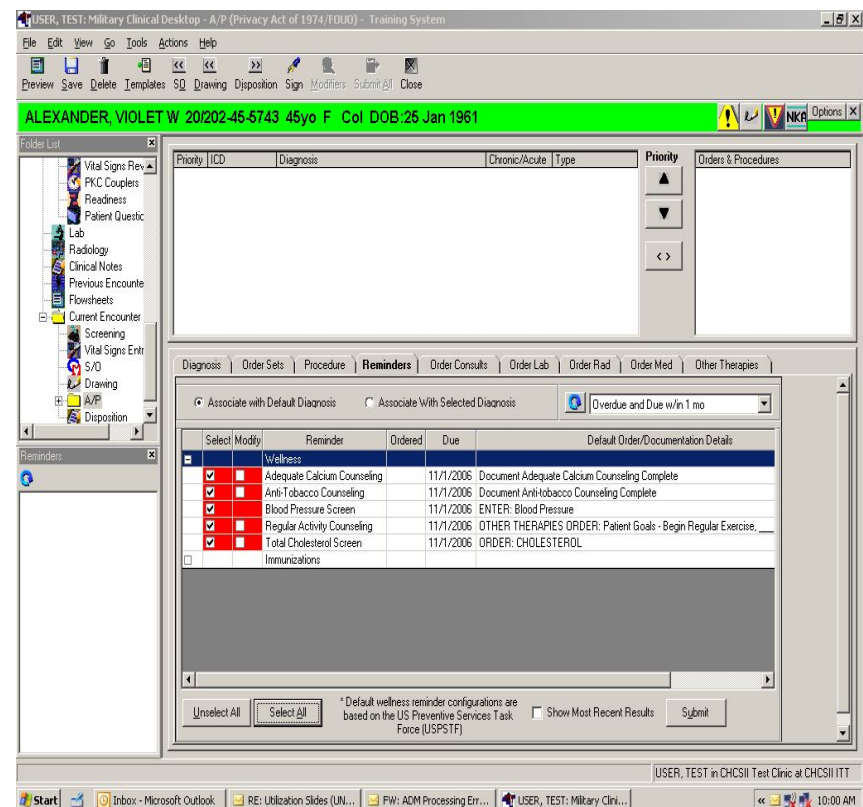 USER, TEST: Military Clinical Desktop - A/P (Privacy Act of 1974/FOUO) - Training System
File Edit View Go Tools Actions Help
Preview Save Delete Templates SO Drawing Disposition Sign Modifiers Submit All Close
ALEXANDER, VIOLET W 20/202-45-5743 45yo F Col DOB:25 Jan 1961
NKA Options X
Folder List
Vital Signs Rev
PKC Couplers
Readiness
Patient Questic
Lab
Radiology
Clinical Notes
Previous Encounte
Flowsheets
Current Encounter
Screening
Vital Signs Entr
S/O
Drawing
A/P
Disposition
Reminders
Priority ICD Diagnosis Chronic/Acute Type
Priority
< >
Orders & Procedures
Diagnosis Order Sets Procedure Reminders Order Consults Order Lab Order Rad Order Med Other Therapies
Associate with Default Diagnosis Associate With Selected Diagnosis Overdue and Due w/in 1 mo
Select Modify Reminder Ordered Due Default Order/Documentation Details
Wellness
Adequate Calcium Counseling 11/1/2006 Document Adequate Calcium Counseling Complete
Anti-Tobacco Counseling 11/1/2006 Document Anti-tobacco Counseling Complete
Blood Pressure Screen 11/1/2006 ENTER: Blood Pressure
Regular Activity Counseling 11/1/2006 OTHER THERAPIES ORDER: Patient Goals - Begin Regular Exercise, ___
Total Cholesterol Screen 11/1/2006 ORDER: CHOLESTEROL
Immunizations
Unselect All Select All
* Default wellness reminder configurations are
based on the US Preventive Services Task
Force (USPSTF)
Show Most Recent Results Submit
USER, TEST in CHCSII Test Clinic at CHCSII ITT
Start Inbox - Microsoft Outlook RE: Utilization Slides (UN... FW: ADM Processing Err... USER, TEST: Military Clini... « 10:00 AM